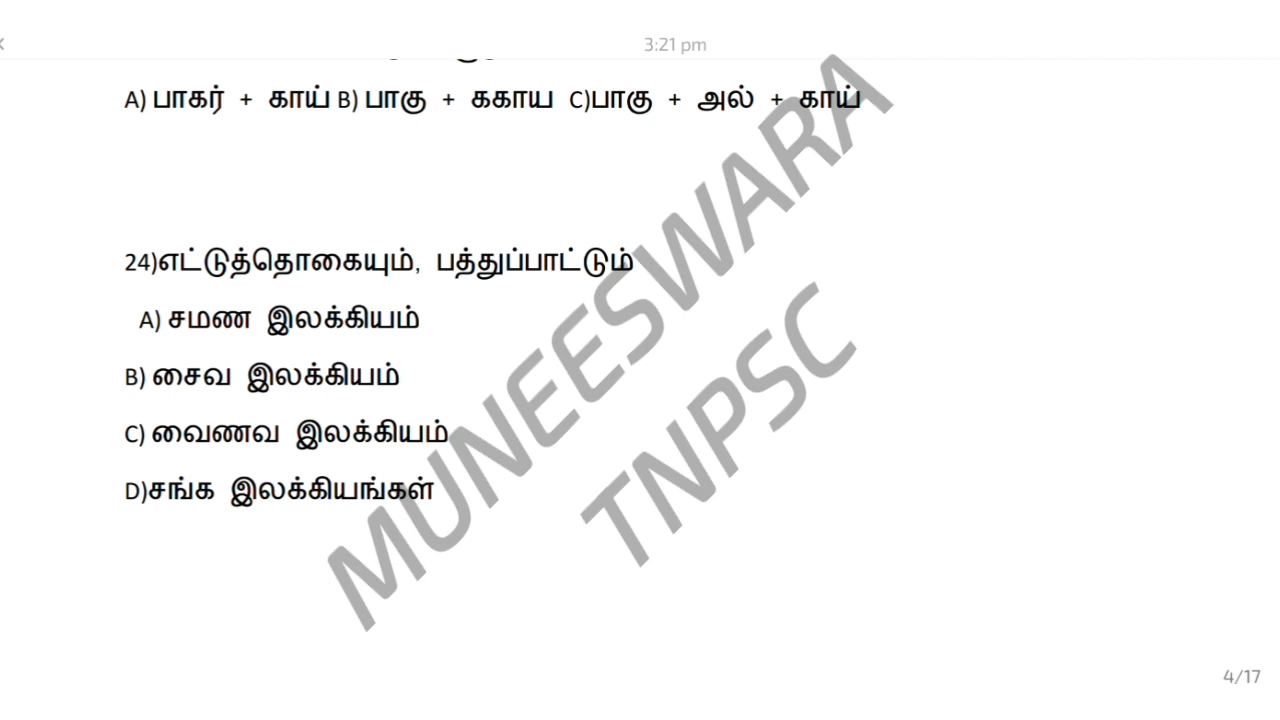 3:21 pm
A) பாகர் + காய் B) பாகு + ககாய C)பாகு + அல் + காய்
24)எட்டுத்தொகையும், பத்துப்பாட்டும்
A) சமண இலக்கியம்
B) சைவ இலக்கியம்
C) வைணவ இலக்கியம்
D)சங்க இலக்கியங்கள்
MUNEESWARA
TNPSC
4/17